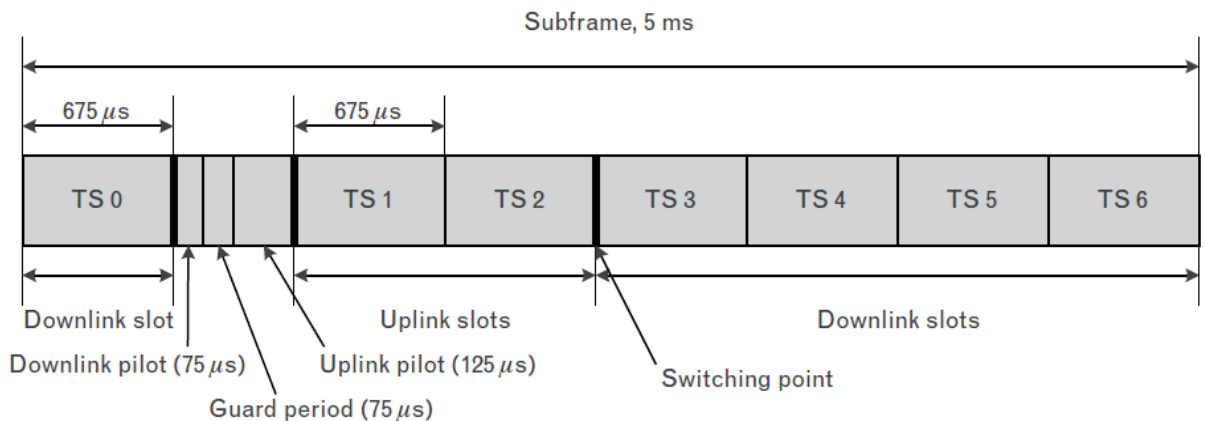 Subframe, 5 ms
675 μs 675 μs
TS 0 TS 1 TS 2 TS 3 TS 4 TS 5 TS 6
Downlink slot Uplink slots Downlink slots
Downlink pilot (75 μs) Uplink pilot (125 μs) Switching point
Guard period (75 μs)